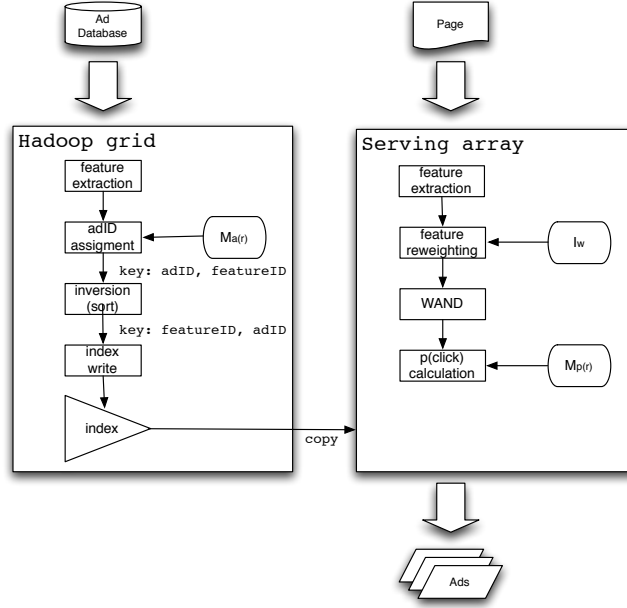 Ad
Database
Page
Hadoop grid
feature
extraction
adID
assigment
Ma(r)
key: adID, featureID
inversion
(sort)
key: featureID, adID
index
write
index
copy
Serving array
feature
extraction
feature
reweighting
Iw
WAND
p(click)
calculation
Mp(r)
Ads